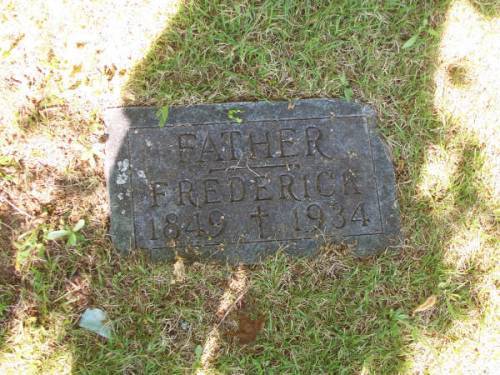 FATHER
FREDERICK
1849 † 1934